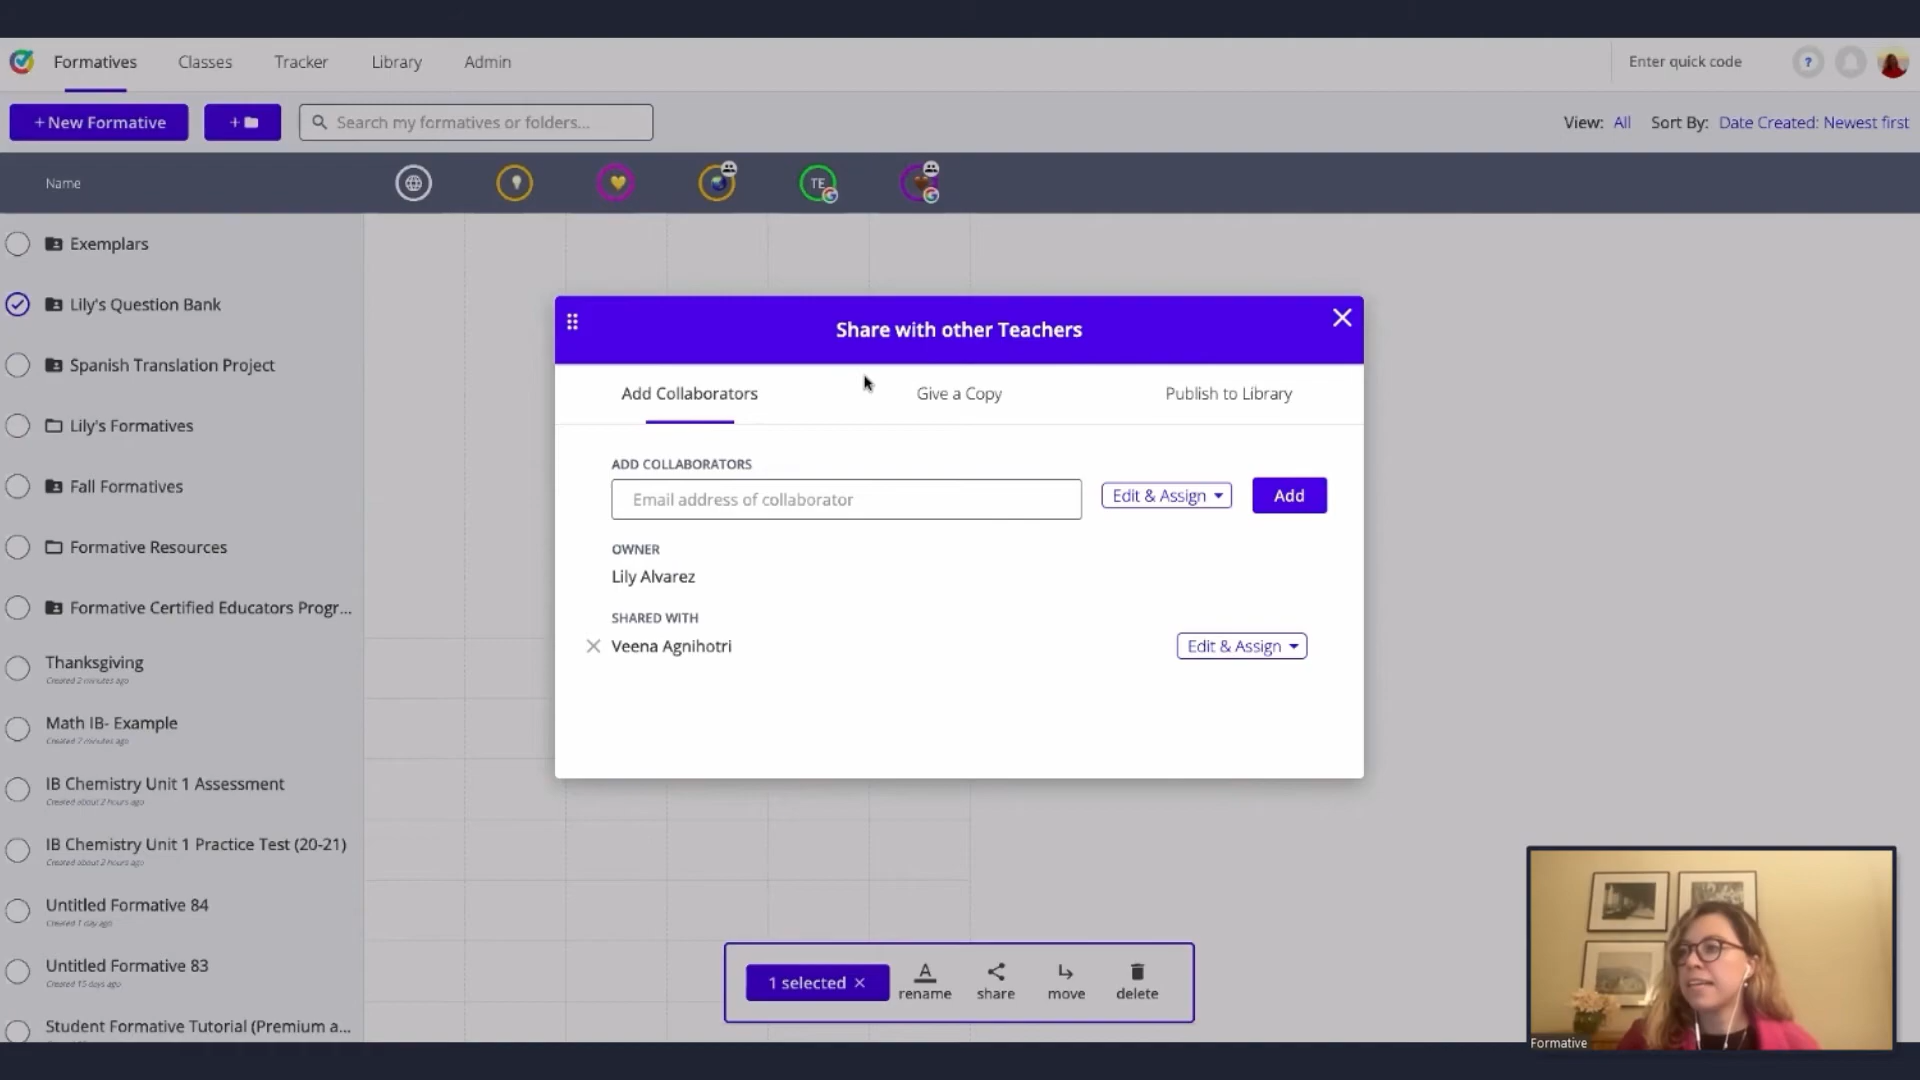 Formatives
Classes
Tracker
Library
Admin
Enter quick code
?
+ New Formative
+
Search my formatives or folders...
View: All
Sort By: Date Created: Newest first
Name
TE
Exemplars
Lily's Question Bank
Spanish Translation Project
Lily's Formatives
Fall Formatives
Formative Resources
Formative Certified Educators Progr...
Thanksgiving
Created 2 minutes ago
Math IB- Example
Created 7 minutes ago
IB Chemistry Unit 1 Assessment
Created about 2 hours ago
IB Chemistry Unit 1 Practice Test (20-21)
Created about 2 hours ago
Untitled Formative 84
Created 1 day ago
Untitled Formative 83
Created 15 days ago
Student Formative Tutorial (Premium a...
Share with other Teachers
Add Collaborators
Give a Copy
Publish to Library
ADD COLLABORATORS
Email address of collaborator
Edit & Assign
Add
OWNER
Lily Alvarez
SHARED WITH
Veena Agnihotri
Edit & Assign
1 selected ×
rename
share
move
delete
Formative